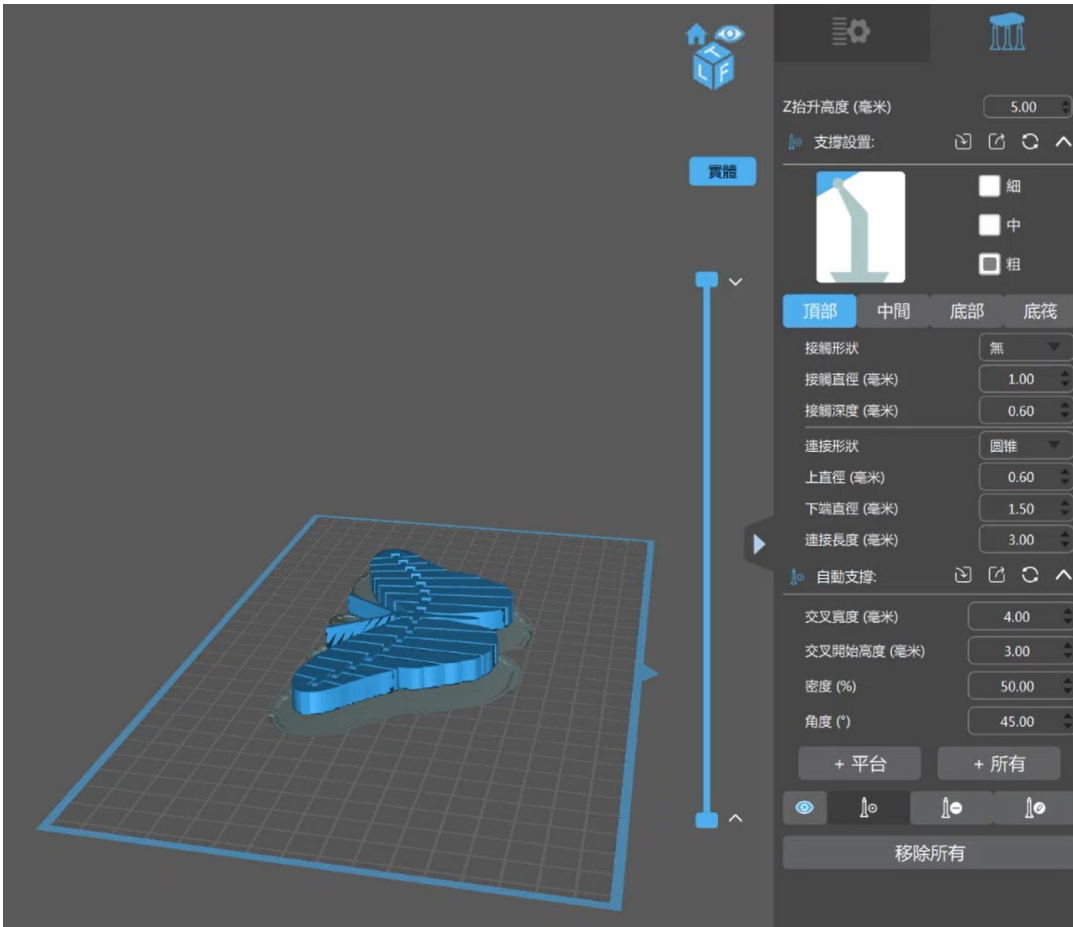 T
L F
實體
Z抬升高度 (毫米) 5.00
支撐設置:
細
中
粗
頂部 中間 底部 底筏
接觸形狀 無
接觸直徑 (毫米) 1.00
接觸深度 (毫米) 0.60
連接形狀 圆锥
上直徑 (毫米) 0.60
下端直徑 (毫米) 1.50
連接長度 (毫米) 3.00
自動支撐:
交叉寬度 (毫米) 4.00
交叉開始高度 (毫米) 3.00
密度 (%) 50.00
角度 (°) 45.00
+ 平台 + 所有
移除所有